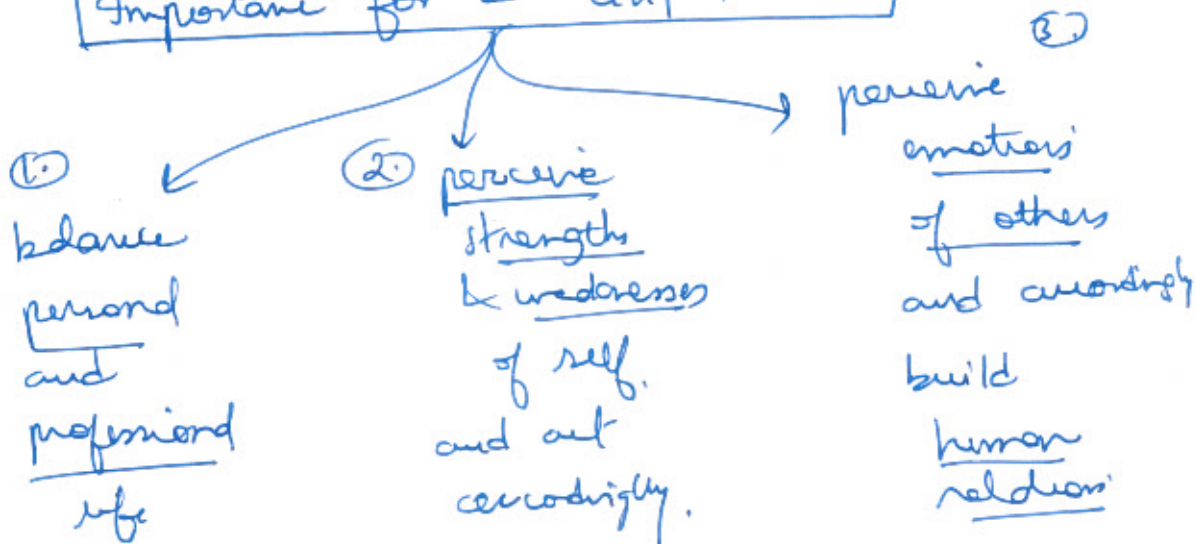 Importance for
1.
balance
personal
and
professional
life
2. perceive
strengths
& weaknesses
of self.
and act
accordingly.
3.
perceive
emotions
of others
and accordingly
build
human
relations